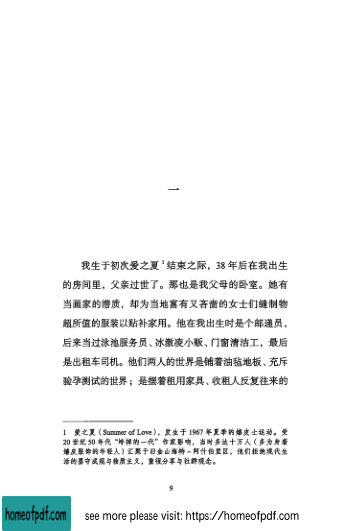 一
我生于初次爱之夏1结束之际，38 年后在我出生
的房间里，父亲过世了。那也是我父母的卧室。她有
当画家的潜质，却为当地富有又吝啬的女士们缝制物
超所值的服装以贴补家用。他在我出生时是个邮递员，
后来当过泳池服务员、冰激凌小贩、门窗清洁工，最后
是出租车司机。他们两人的世界是铺着油毡地板、充斥
验孕测试的世界；是摆着租用家具、收租人反复往来的
1 爱之夏（Summer of Love），发生于 1967 年夏季的嬉皮士运动。受
20 世纪 50 年代“垮掉的一代”作家影响，当时多达十万人（多为身着
嬉皮服饰的年轻人）汇聚于旧金山海特-阿什伯里区，他们拒绝现代生
活的墨守成规与物质主义，重视分享与社群观念。
9
homeofpdf.com
see more please visit: https://homeofpdf.com